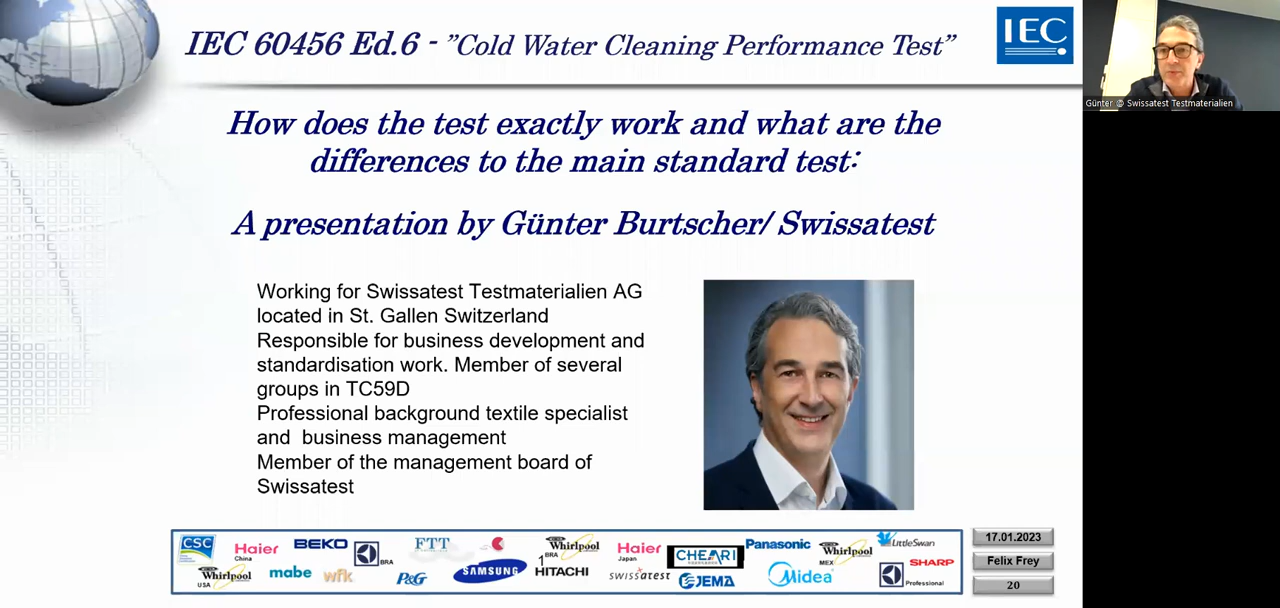 IEC 60456 Ed.6 - "Cold Water Cleaning Performance Test"
IEC
Günter @ Swissatest Testmaterialien
How does the test exactly work and what are the
differences to the main standard test:
A presentation by Günter Burtscher/ Swissatest
Working for Swissatest Testmaterialien AG
located in St. Gallen Switzerland
Responsible for business development and
standardisation work. Member of several
groups in TC59D
Professional background textile specialist
and business management
Member of the management board of
Swissatest
CSC
Haier
China
BEKO
BRA
FTT
Whirlpool
BRA
Haier
Japan
CHEARI
Panasonic
Whirlpool
MEX
LittleSwan
Whirlpool
USA
mabe
wfk
P&G
SAMSUNG
1
HITACHI
swissatest
JEMA
Midea
Professional
SHARP
17.01.2023
Felix Frey
20